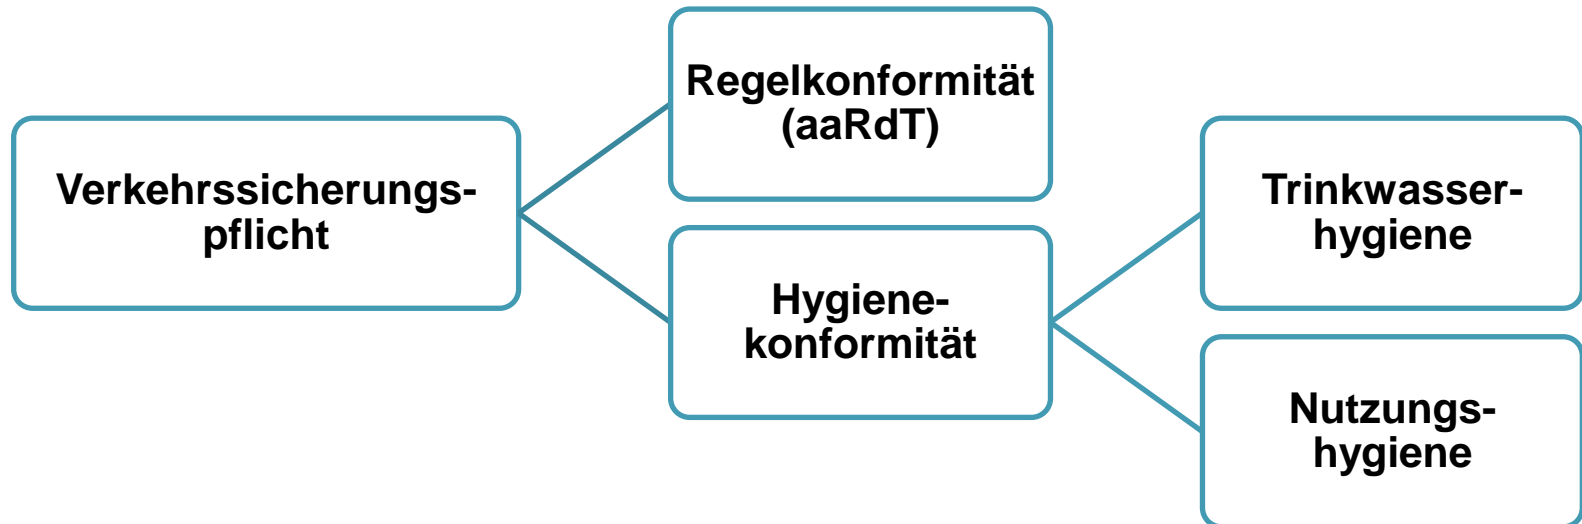 Verkehrssicherungs-
pflicht
Regelkonformität
(aaRdT)
Hygiene-
konformität
Trinkwasser-
hygiene
Nutzungs-
hygiene